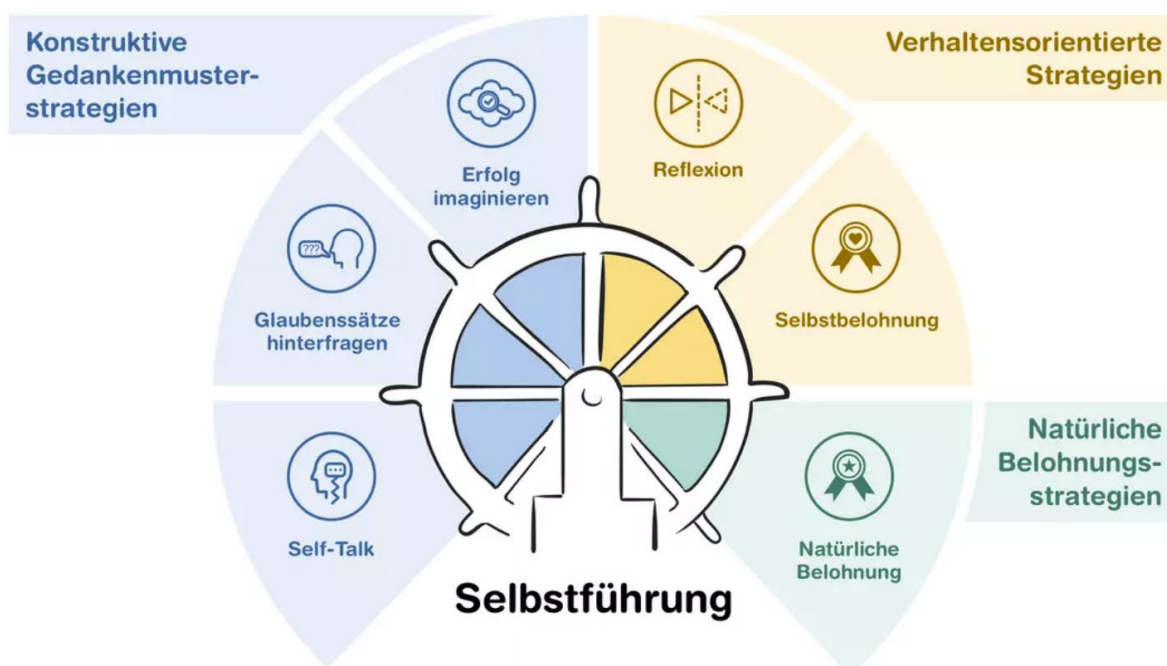 Konstruktive
Gedankenmuster-
strategien
Verhaltensorientierte
Strategien
Erfolg
imaginieren
Reflexion
???
Glaubenssätze
hinterfragen
Selbstbelohnung
Natürliche
Belohnungs-
strategien
Self-Talk
Natürliche
Belohnung
Selbstführung